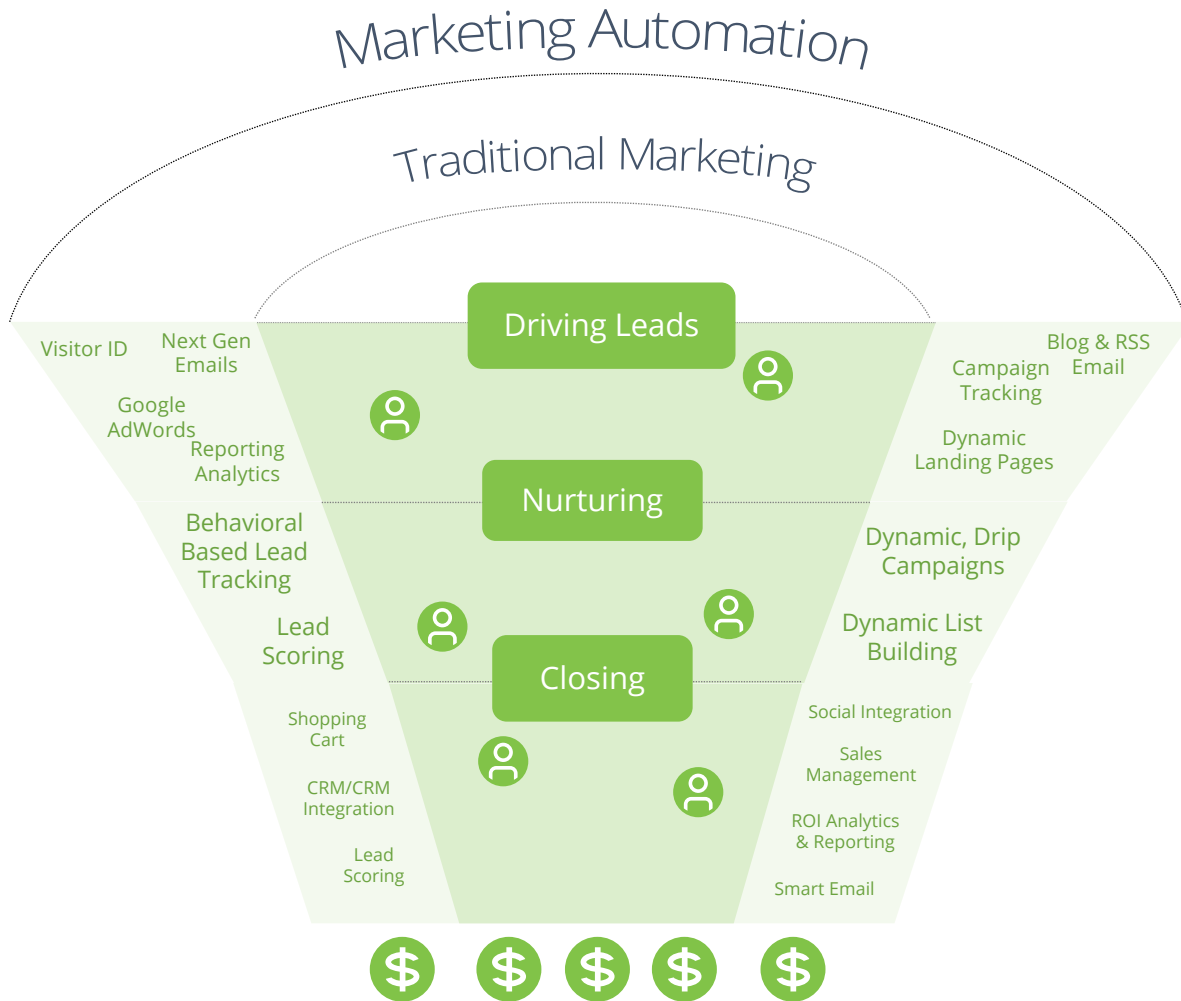 Marketing Automation
Traditional Marketing
Driving Leads
Visitor ID
Next Gen
Emails
Google
AdWords
Reporting
Analytics
Blog & RSS
Email
Campaign
Tracking
Dynamic
Landing Pages
Nurturing
Behavioral
Based Lead
Tracking
Lead
Scoring
Dynamic, Drip
Campaigns
Dynamic List
Building
Closing
Shopping
Cart
CRM/CRM
Integration
Lead
Scoring
Social Integration
Sales
Management
ROI Analytics
& Reporting
Smart Email
$ $ $ $ $